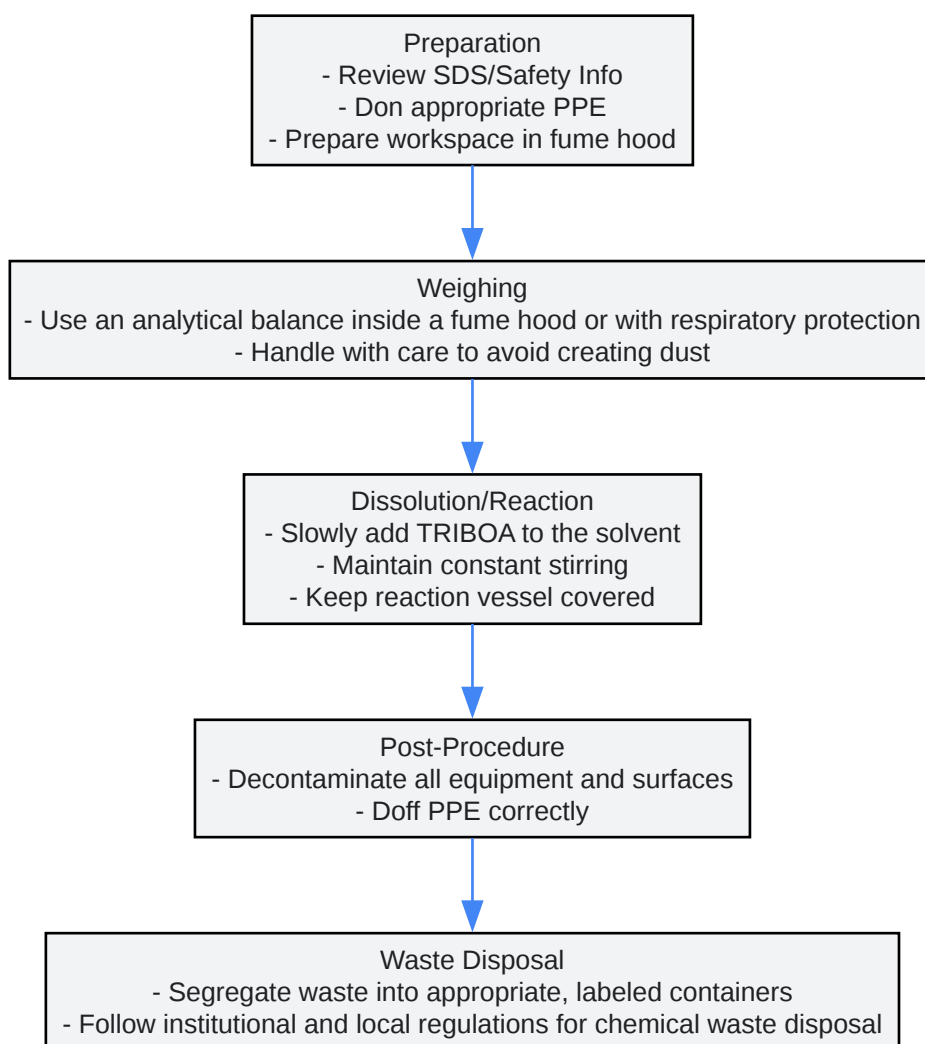 Preparation
- Review SDS/Safety Info
- Don appropriate PPE
- Prepare workspace in fume hood
Weighing
- Use an analytical balance inside a fume hood or with respiratory protection
- Handle with care to avoid creating dust
Dissolution/Reaction
- Slowly add TRIBOA to the solvent
- Maintain constant stirring
- Keep reaction vessel covered
Post-Procedure
- Decontaminate all equipment and surfaces
- Doff PPE correctly
Waste Disposal
- Segregate waste into appropriate, labeled containers
- Follow institutional and local regulations for chemical waste disposal